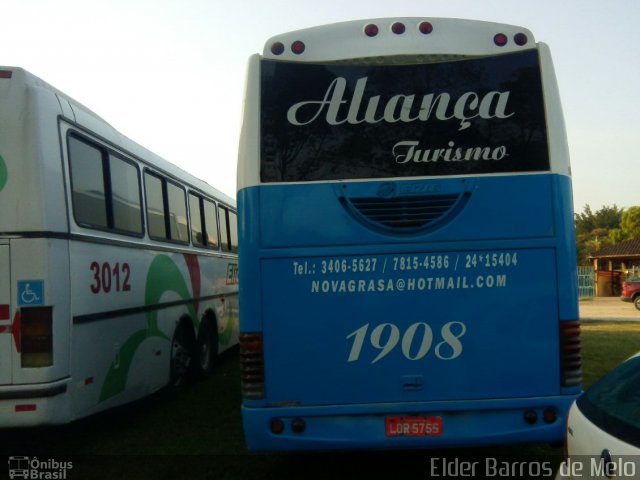 Aliança
Turismo
3012
Tel.: 3406-5627 / 7815-4586 / 24*15404
NOVAGRASA@HOTMAIL.COM
1908
LOR 5755
Elder Barros de Melo
ÔNIBUS
BRASIL